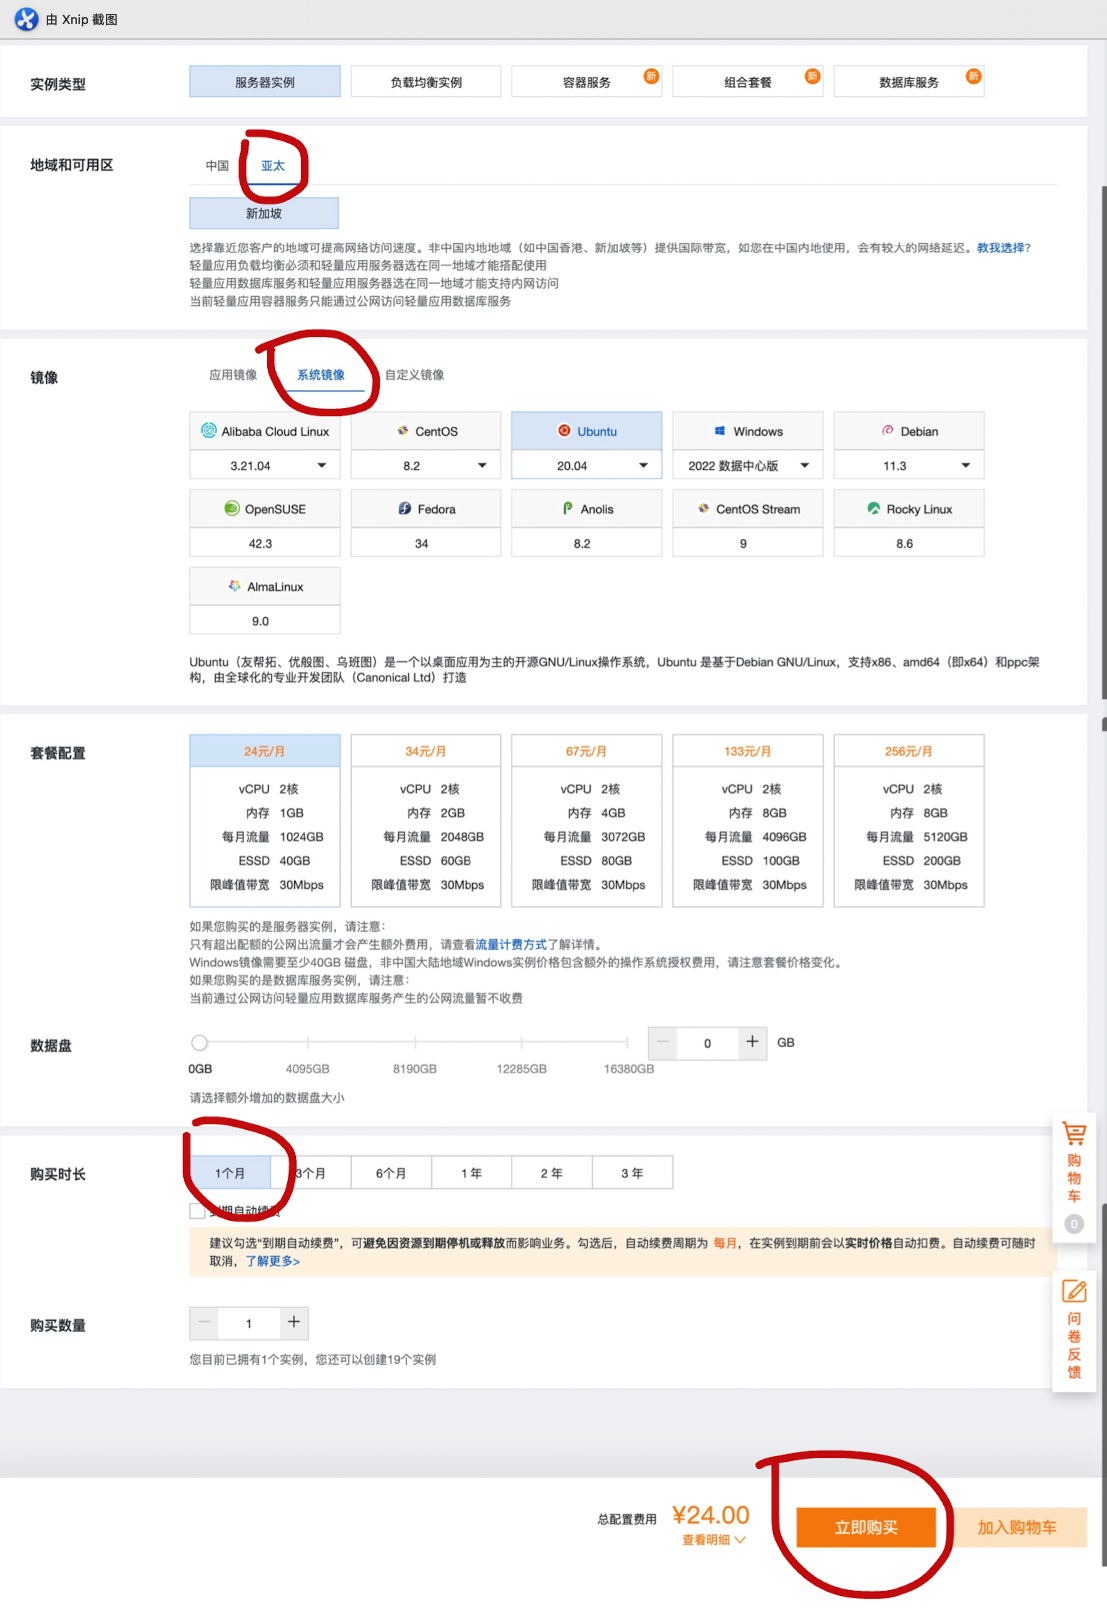 由 Xnip 截图
实例类型
服务器实例
负载均衡实例
容器服务
新
组合套餐
新
数据库服务
新
地域和可用区
中国
亚太
新加坡
选择靠近您客户的地域可提高网络访问速度。非中国内地地域（如中国香港、新加坡等）提供国际带宽，如您在中国内地使用，会有较大的网络延迟。教我选择?
轻量应用负载均衡必须和轻量应用服务器选在同一地域才能搭配使用
轻量应用数据库服务和轻量应用服务器选在同一地域才能支持内网访问
当前轻量应用容器服务只能通过公网访问轻量应用数据库服务
镜像
应用镜像
系统镜像
自定义镜像
Alibaba Cloud Linux
CentOS
Ubuntu
Windows
Debian
3.21.04
8.2
20.04
2022 数据中心版
11.3
OpenSUSE
Fedora
Anolis
CentOS Stream
Rocky Linux
42.3
34
8.2
9
8.6
AlmaLinux
9.0
Ubuntu（友帮拓、优般图、乌班图）是一个以桌面应用为主的开源GNU/Linux操作系统，Ubuntu 是基于Debian GNU/Linux，支持x86、amd64（即x64）和ppc架
构，由全球化的专业开发团队（Canonical Ltd）打造
套餐配置
24元/月
34元/月
67元/月
133元/月
256元/月
vCPU 2核
vCPU 2核
vCPU 2核
vCPU 2核
vCPU 2核
内存 1GB
内存 2GB
内存 4GB
内存 8GB
内存 8GB
每月流量 1024GB
每月流量 2048GB
每月流量 3072GB
每月流量 4096GB
每月流量 5120GB
ESSD 40GB
ESSD 60GB
ESSD 80GB
ESSD 100GB
ESSD 200GB
限峰值带宽 30Mbps
限峰值带宽 30Mbps
限峰值带宽 30Mbps
限峰值带宽 30Mbps
限峰值带宽 30Mbps
如果您购买的是服务器实例，请注意：
只有超出配额的公网出流量才会产生额外费用，请查看流量计费方式了解详情。
Windows镜像需要至少40GB 磁盘，非中国大陆地域Windows实例价格包含额外的操作系统授权费用，请注意套餐价格变化。
如果您购买的是数据库服务实例，请注意：
当前通过公网访问轻量应用数据库服务产生的公网流量暂不收费
数据盘
0
GB
0GB
4095GB
8190GB
12285GB
16380GB
请选择额外增加的数据盘大小
购买时长
1个月
3个月
6个月
1 年
2 年
3 年
到期自动续费
建议勾选“到期自动续费”，可避免因资源到期停机或释放而影响业务。勾选后，自动续费周期为 每月，在实例到期前会以实时价格自动扣费。自动续费可随时
取消，了解更多>
购买数量
1
您目前已拥有1个实例，您还可以创建19个实例
购物车
0
问卷反馈
总配置费用
¥24.00
查看明细
立即购买
加入购物车